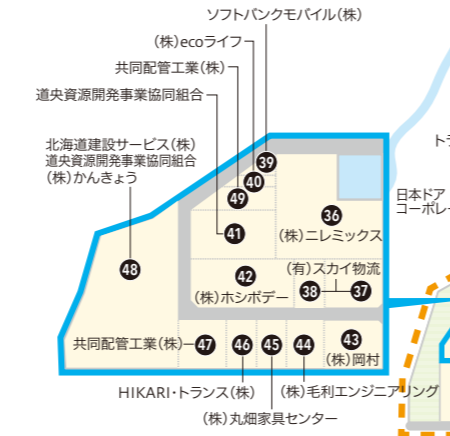 ソフトバンクモバイル(株)
(株)ecoライフ
共同配管工業(株)
道央資源開発事業協同組合
北海道建設サービス(株)
道央資源開発事業協同組合
(株)かんきょう
39
40
49
36
(株)ニレミックス
41
48
42
(株)ホシボデー
(有)スカイ物流
38
37
共同配管工業(株)
47
46
45
44
43
(株)岡村
HIKARI・トランス(株)
(株)毛利エンジニアリング
(株)丸畑家具センター
日本ドア
コーポレー
トラ